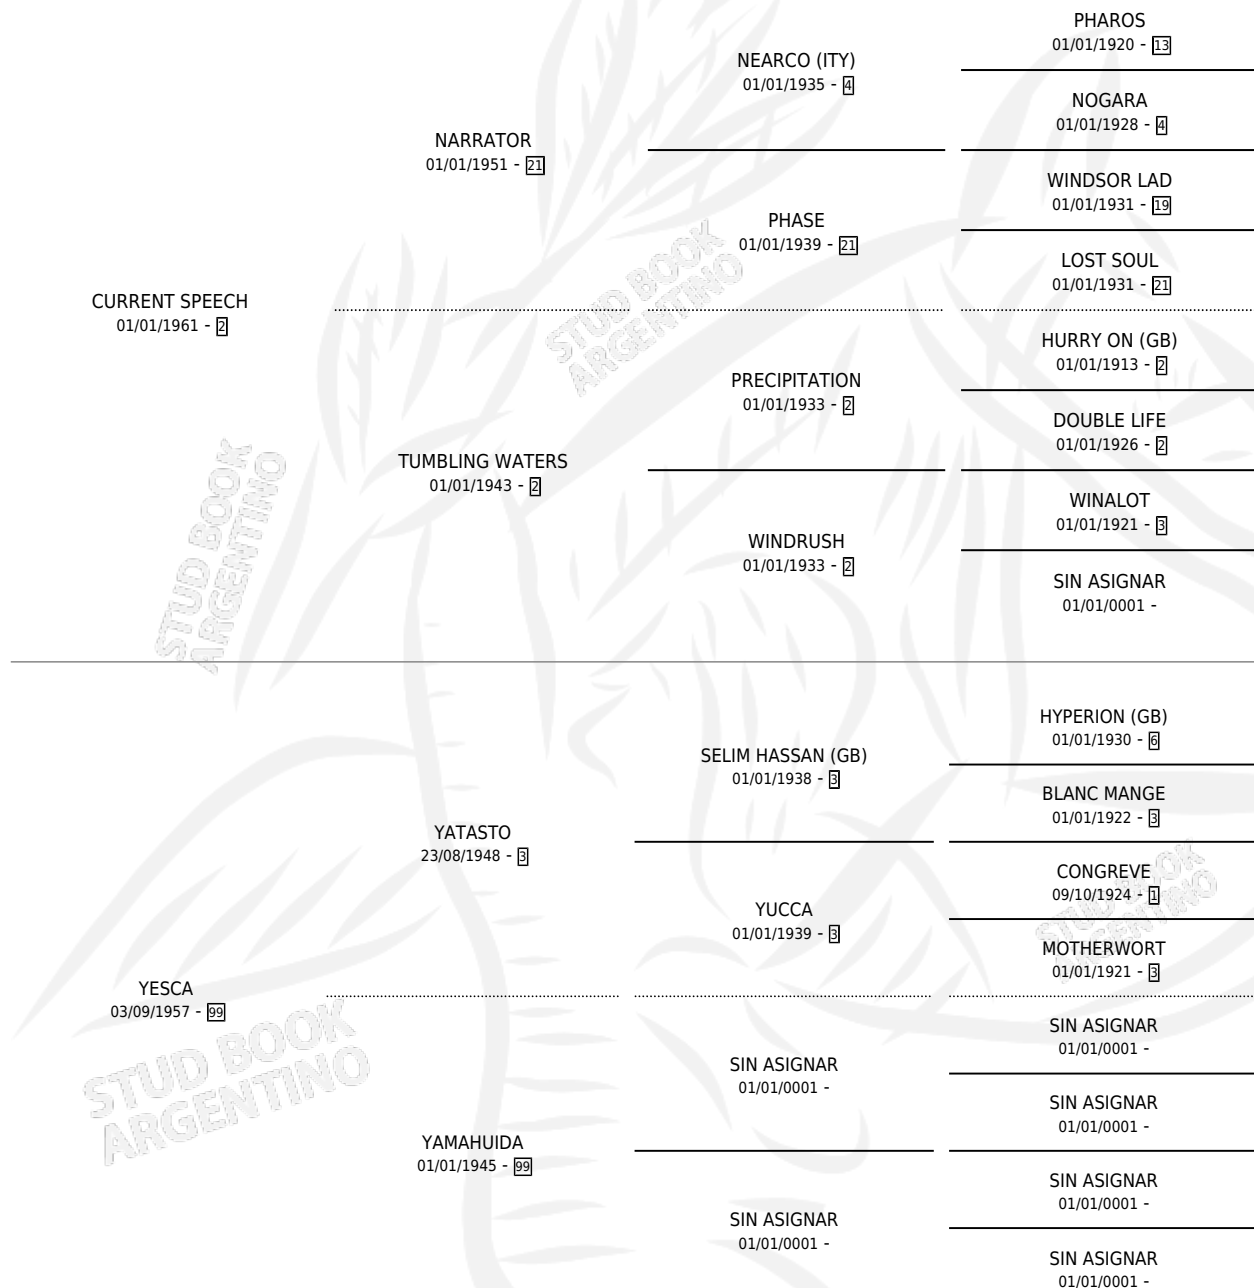 PHAROS
01/01/1920 - 13
NEARCO (ITY)
01/01/1935 - 4
NOGARA
01/01/1928 - 4
NARRATOR
01/01/1951 - 21
WINDSOR LAD
01/01/1931 - 19
PHASE
01/01/1939 - 21
LOST SOUL
01/01/1931 - 21
CURRENT SPEECH
01/01/1961 - 2
HURRY ON (GB)
01/01/1913 - 2
PRECIPITATION
01/01/1933 - 2
DOUBLE LIFE
01/01/1926 - 2
TUMBLING WATERS
01/01/1943 - 2
WINALOT
01/01/1921 - 3
WINDRUSH
01/01/1933 - 2
SIN ASIGNAR
01/01/0001 -
HYPERION (GB)
01/01/1930 - 6
SELIM HASSAN (GB)
01/01/1938 - 3
BLANC MANGE
01/01/1922 - 3
YATASTO
23/08/1948 - 3
CONGREVE
09/10/1924 - 1
YUCCA
01/01/1939 - 3
MOTHERWORT
01/01/1921 - 3
YESCA
03/09/1957 - 99
SIN ASIGNAR
01/01/0001 -
SIN ASIGNAR
01/01/0001 -
SIN ASIGNAR
01/01/0001 -
YAMAHUIDA
01/01/1945 - 99
SIN ASIGNAR
01/01/0001 -
SIN ASIGNAR
01/01/0001 -
SIN ASIGNAR
01/01/0001 -
STUD BOOK
ARGENTINO
STUD BOOK
ARGENTINO
STUD BOOK
ARGENTINO
STUD BOOK
ARGENTINO